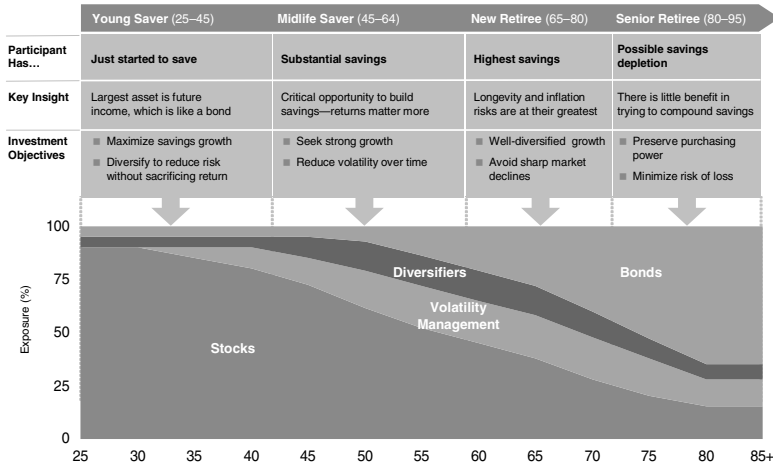 Young Saver (25–45) Midlife Saver (45–64) New Retiree (65–80) Senior Retiree (80–95)
Participant
Has…
Just started to save
Substantial savings
Highest savings
Possible savings
depletion
Key Insight
Largest asset is future
income, which is like a bond
Critical opportunity to build
savings—returns matter more
Longevity and inflation
risks are at their greatest
There is little benefit in
trying to compound savings
Investment
Objectives
■ Maximize savings growth
■ Diversify to reduce risk
without sacrificing return
■ Seek strong growth
■ Reduce volatility over time
■ Well-diversified growth
■ Avoid sharp market
declines
■ Preserve purchasing
power
■ Minimize risk of loss
Exposure (%)
100
75
50
25
0
Diversifiers
Bonds
Volatility
Management
Stocks
25 30 35 40 45 50 55 60 65 70 75 80 85+